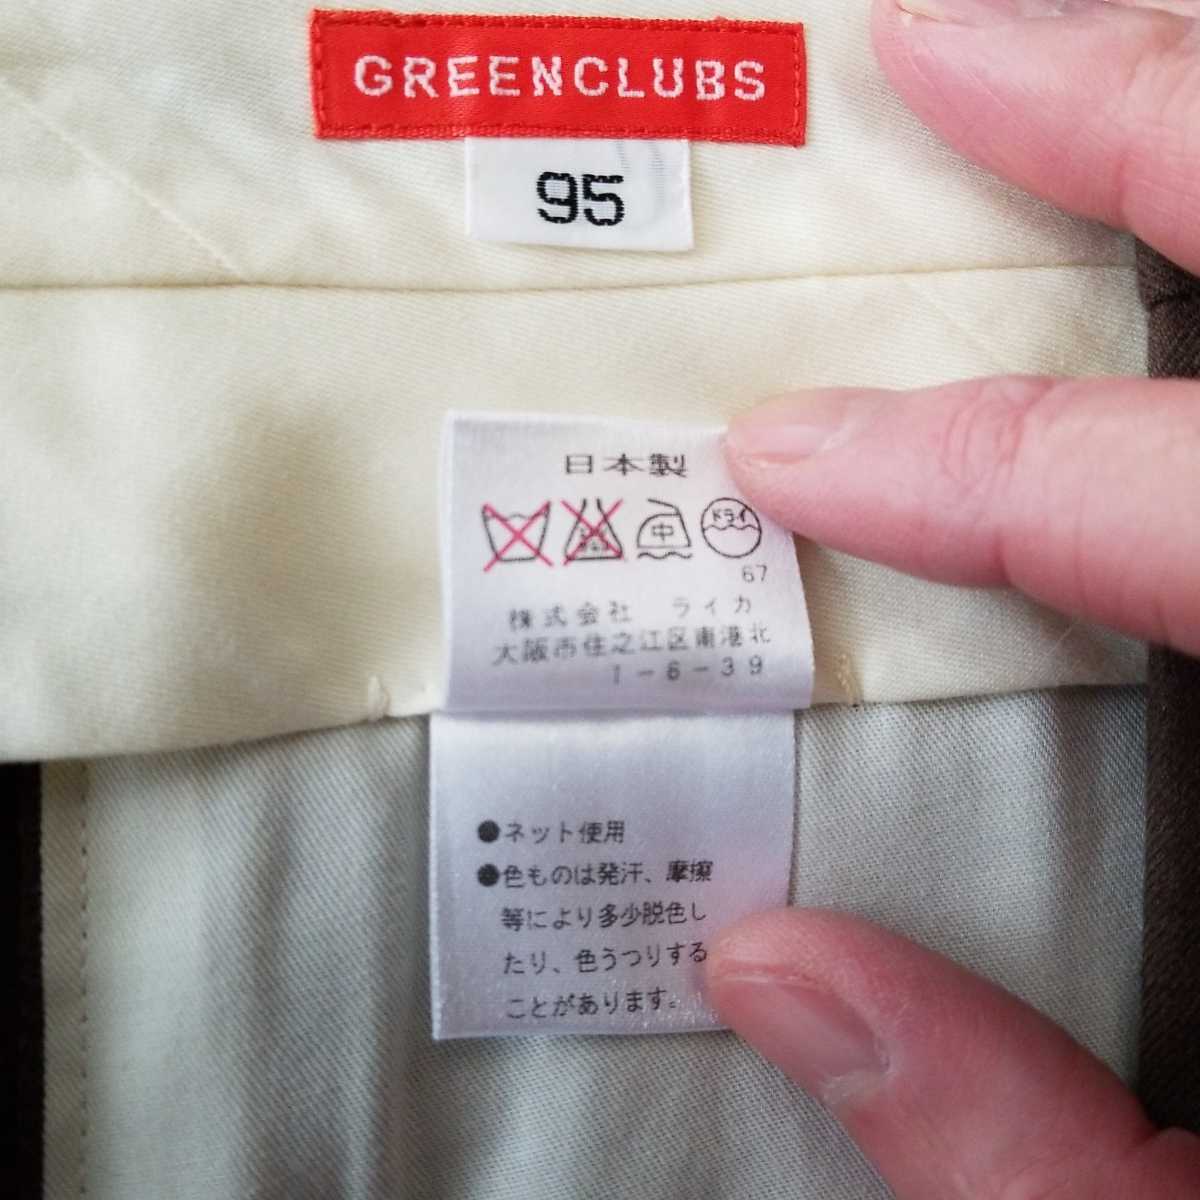 GREENCLUBS
95
日本製
中 ドライ
67
株式会社 ライカ
大阪市住之江区南港北
1-6-39
●ネット使用
●色ものは発汗、摩擦
等により多少脱色し
たり、色うつりする
ことがあります。